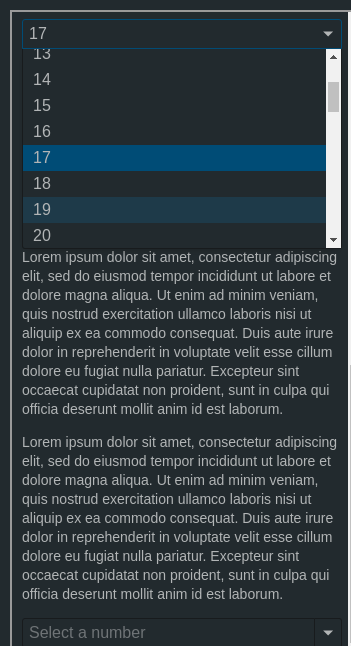 17
13
14
15
16
17
18
19
20
Lorem ipsum dolor sit amet, consectetur adipiscing
elit, sed do eiusmod tempor incididunt ut labore et
dolore magna aliqua. Ut enim ad minim veniam,
quis nostrud exercitation ullamco laboris nisi ut
aliquip ex ea commodo consequat. Duis aute irure
dolor in reprehenderit in voluptate velit esse cillum
dolore eu fugiat nulla pariatur. Excepteur sint
occaecat cupidatat non proident, sunt in culpa qui
officia deserunt mollit anim id est laborum.
Lorem ipsum dolor sit amet, consectetur adipiscing
elit, sed do eiusmod tempor incididunt ut labore et
dolore magna aliqua. Ut enim ad minim veniam,
quis nostrud exercitation ullamco laboris nisi ut
aliquip ex ea commodo consequat. Duis aute irure
dolor in reprehenderit in voluptate velit esse cillum
dolore eu fugiat nulla pariatur. Excepteur sint
occaecat cupidatat non proident, sunt in culpa qui
officia deserunt mollit anim id est laborum.
Select a number